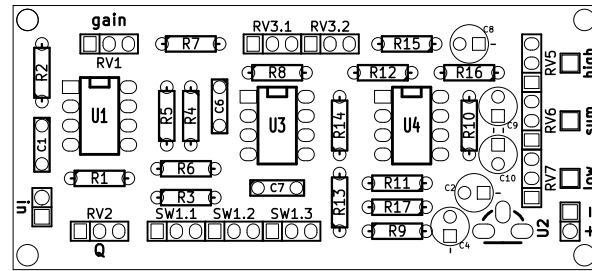 gain
RV1
R7
RV3.1
RV3.2
R15
C8
R2
R8
R12
R16
RV5
high
U1
R5
R4
C6
U3
R14
U4
R10
C9
RV6
sum
C1
R6
C10
R1
C7
R13
R11
C2
RV7
low
in
R3
R17
RV2
SW1.1
SW1.2
SW1.3
R9
C4
U2
Q